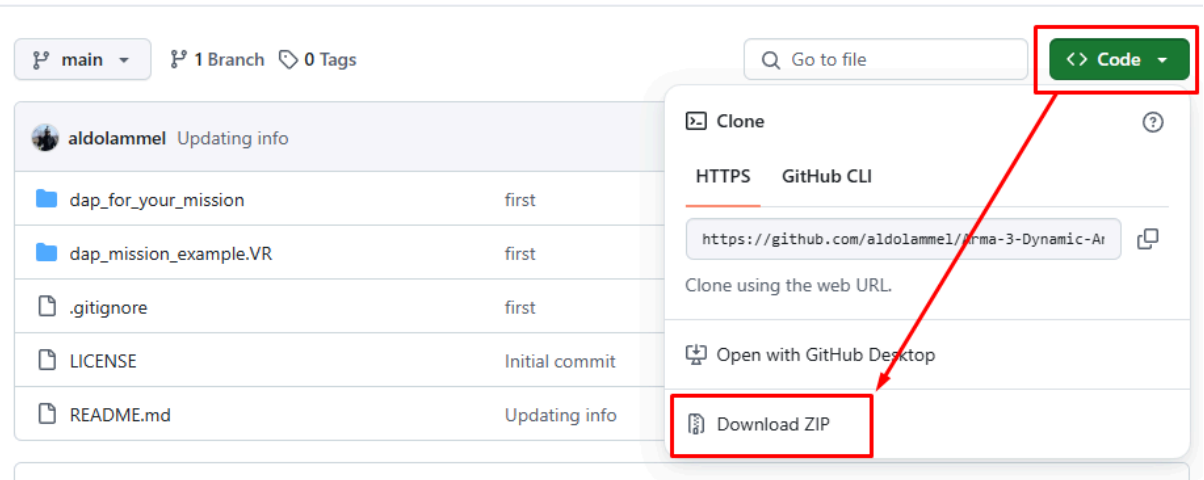 main 1 Branch 0 Tags Go to file Code
aldolammel Updating info
dap_for_your_mission first
dap_mission_example.VR first
.gitignore first
LICENSE Initial commit
README.md Updating info
Clone
HTTPS GitHub CLI
https://github.com/aldolammel/Arma-3-Dynamic-Ar
Clone using the web URL.
Open with GitHub Desktop
Download ZIP